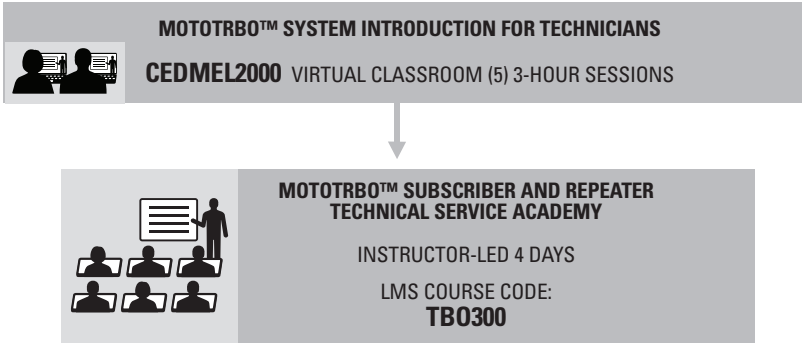 MOTOTRBO™ SYSTEM INTRODUCTION FOR TECHNICIANS
CEDMEL2000 VIRTUAL CLASSROOM (5) 3-HOUR SESSIONS
MOTOTRBO™ SUBSCRIBER AND REPEATER
TECHNICAL SERVICE ACADEMY
INSTRUCTOR-LED 4 DAYS
LMS COURSE CODE:
TBO300